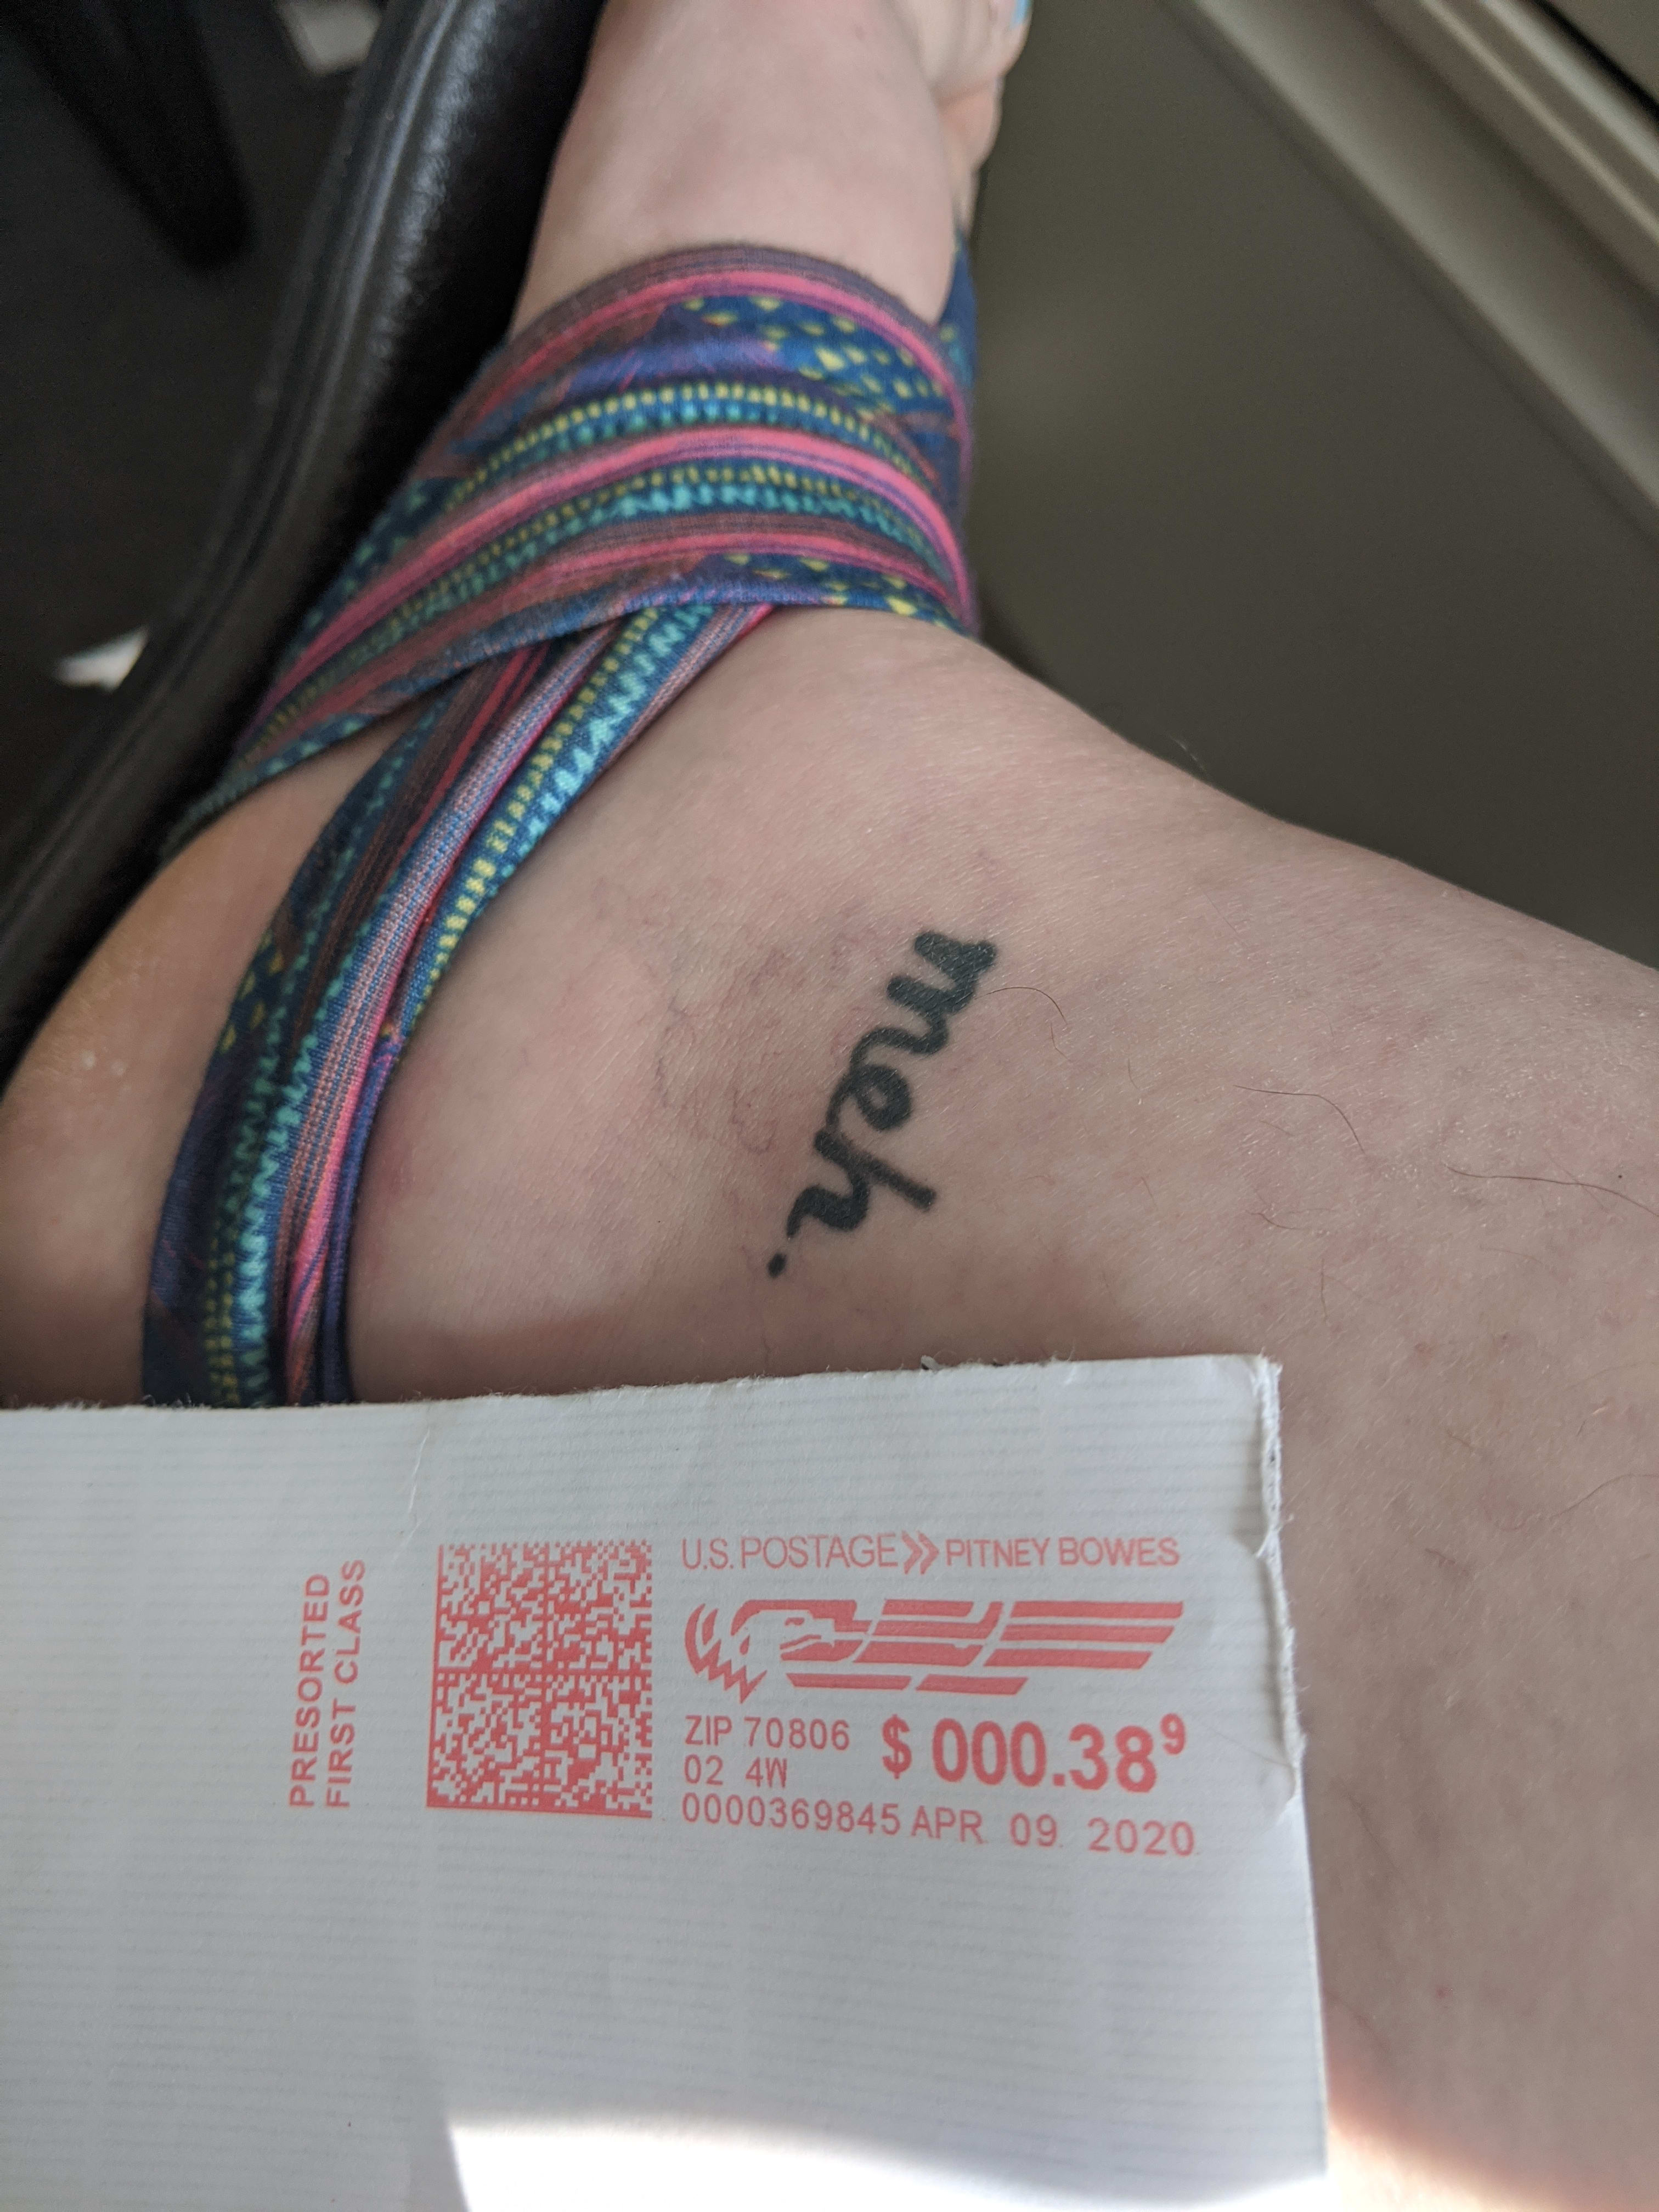 meh.
PRESORTED
FIRST CLASS
U.S. POSTAGE PITNEY BOWES
ZIP 70806 $ 000.38⁹
02 4W
0000369845 APR 09 2020